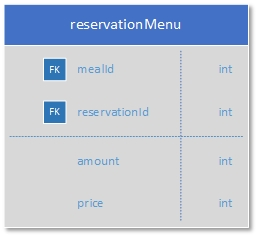 reservationMenu
FK mealId int
FK reservationId int
amount int
price int